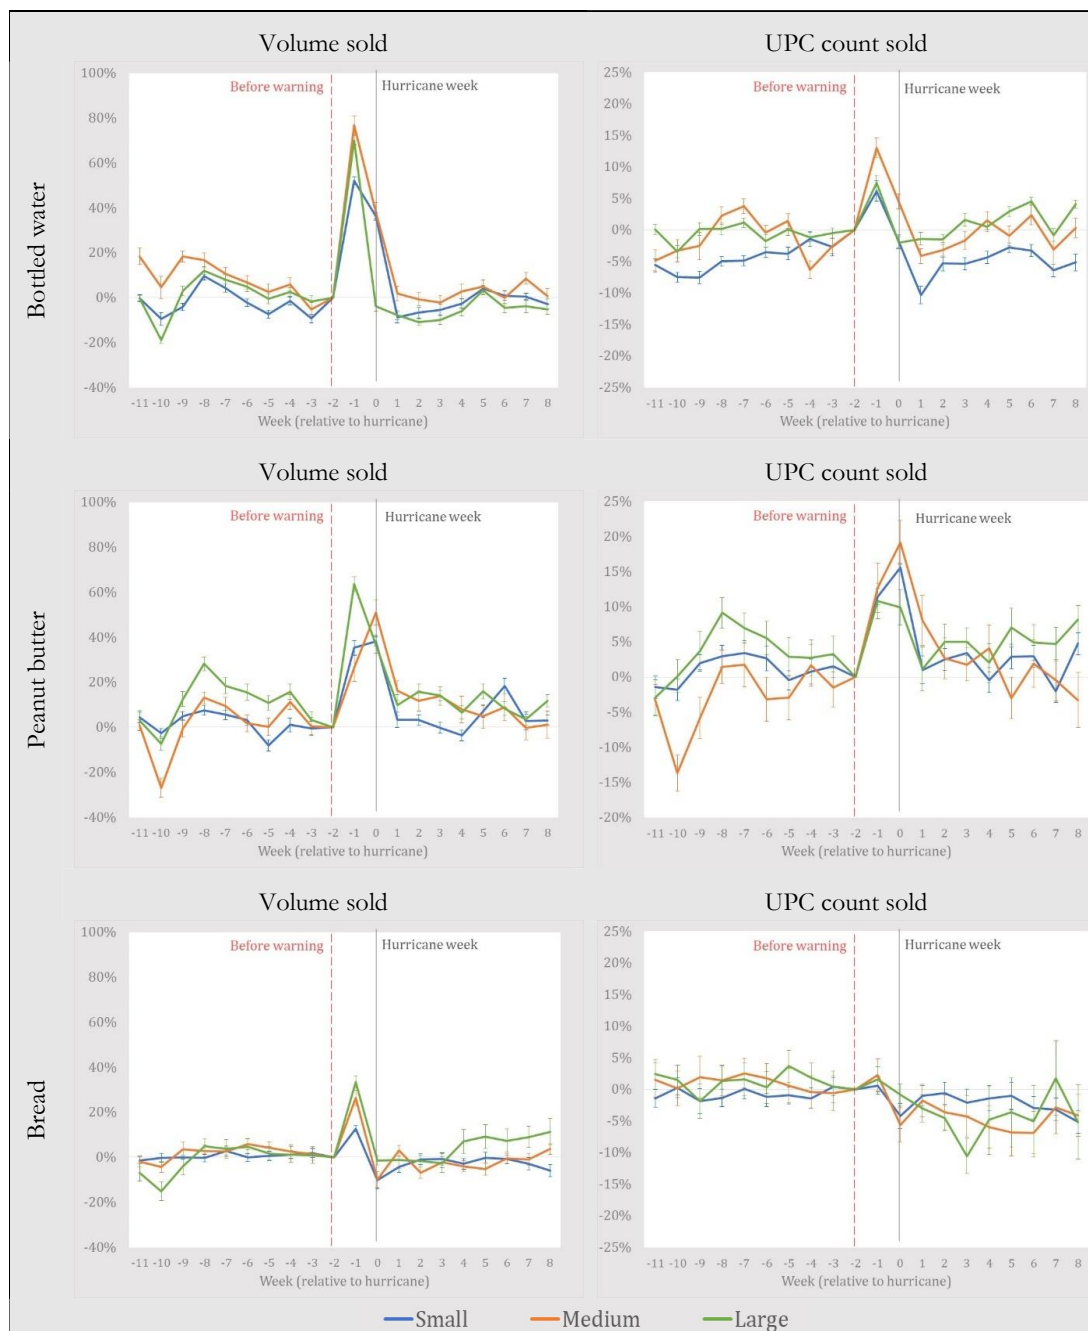 Volume sold UPC count sold
Bottled water
100%
80%
60%
40%
20%
0%
-20%
-40%
Before warning Hurricane week
-11 -10 -9 -8 -7 -6 -5 -4 -3 -2 -1 0 1 2 3 4 5 6 7 8
Week (relative to hurricane)
25%
20%
15%
10%
5%
0%
-5%
-10%
-15%
-20%
-25%
Before warning Hurricane week
-11 -10 -9 -8 -7 -6 -5 -4 -3 -2 -1 0 1 2 3 4 5 6 7 8
Week (relative to hurricane)
Volume sold UPC count sold
Peanut butter
100%
80%
60%
40%
20%
0%
-20%
-40%
Before warning Hurricane week
-11 -10 -9 -8 -7 -6 -5 -4 -3 -2 -1 0 1 2 3 4 5 6 7 8
Week (relative to hurricane)
25%
20%
15%
10%
5%
0%
-5%
-10%
-15%
-20%
Before warning Hurricane week
-11 -10 -9 -8 -7 -6 -5 -4 -3 -2 -1 0 1 2 3 4 5 6 7 8
Week (relative to hurricane)
Volume sold UPC count sold
Bread
100%
80%
60%
40%
20%
0%
-20%
-40%
Before warning Hurricane week
-11 -10 -9 -8 -7 -6 -5 -4 -3 -2 -1 0 1 2 3 4 5 6 7 8
Week (relative to hurricane)
25%
20%
15%
10%
5%
0%
-5%
-10%
-15%
-20%
-25%
Before warning Hurricane week
-11 -10 -9 -8 -7 -6 -5 -4 -3 -2 -1 0 1 2 3 4 5 6 7 8
Week (relative to hurricane)
Small Medium Large